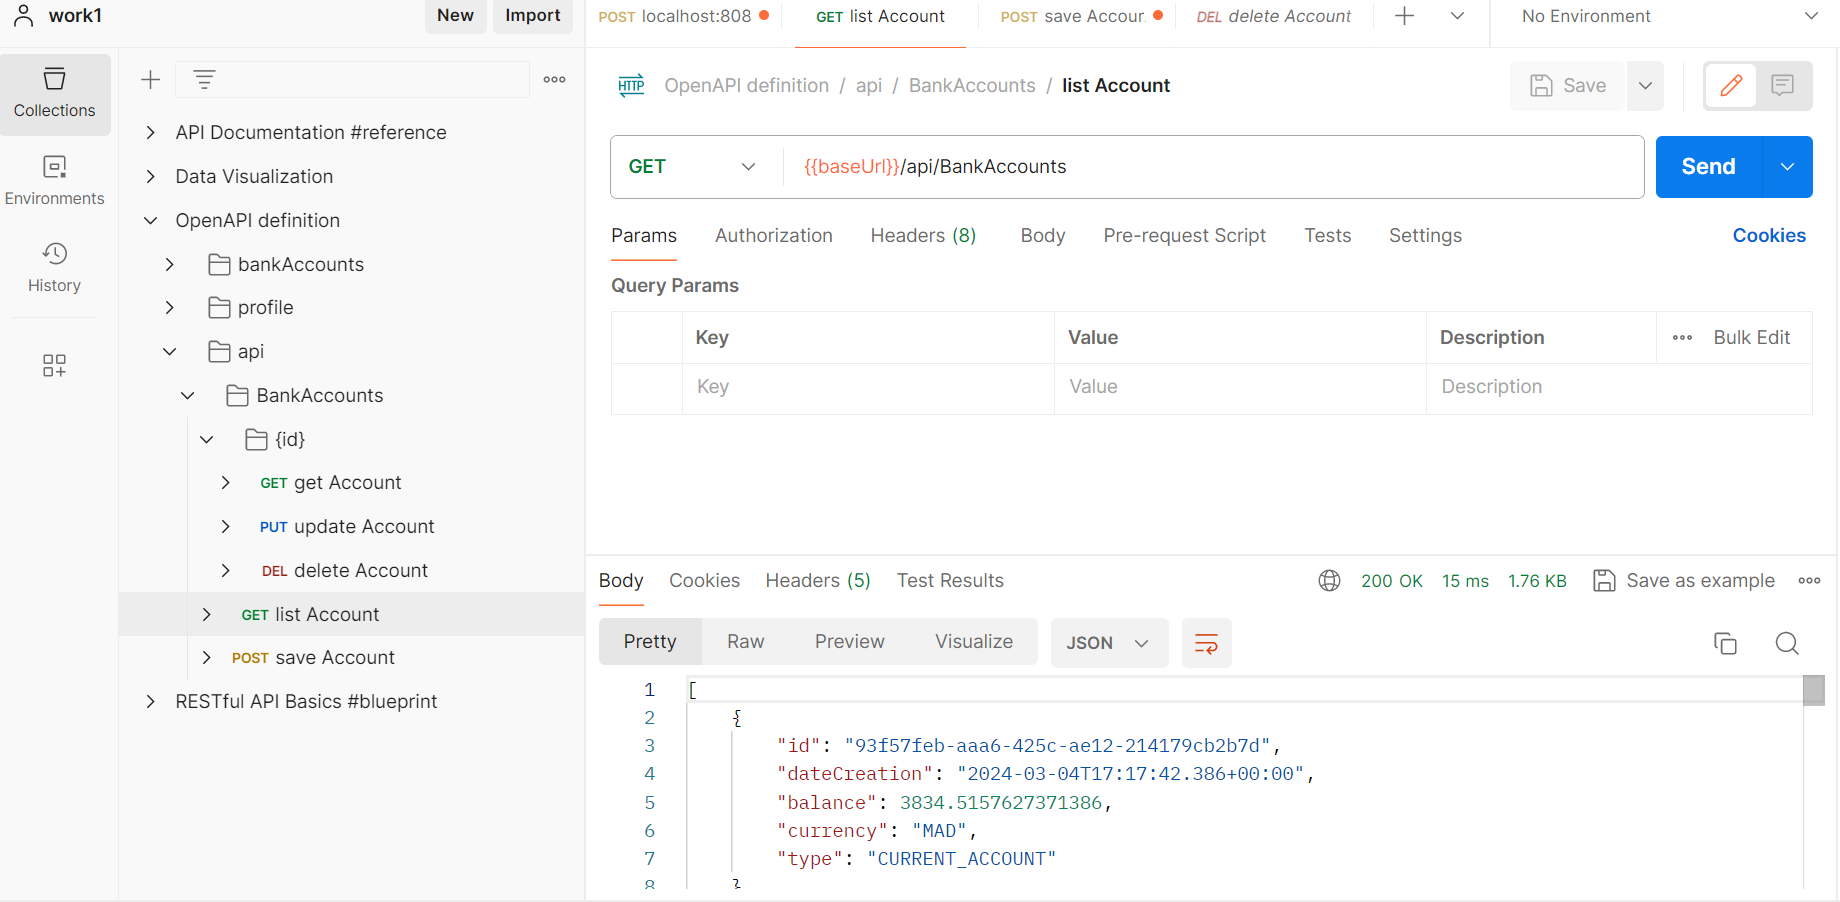 work1
New
Import
POST localhost:808
GET list Account
POST save Accour
DEL delete Account
No Environment
Collections
Environments
History
API Documentation #reference
Data Visualization
OpenAPI definition
bankAccounts
profile
api
BankAccounts
{id}
GET get Account
PUT update Account
DEL delete Account
GET list Account
POST save Account
RESTful API Basics #blueprint
HTTP OpenAPI definition / api / BankAccounts / list Account
Save
GET {{baseUrl}}/api/BankAccounts
Send
Params Authorization Headers (8) Body Pre-request Script Tests Settings Cookies
Query Params
Key Value Description Bulk Edit
Key Value Description
Body Cookies Headers (5) Test Results 200 OK 15 ms 1.76 KB Save as example
Pretty Raw Preview Visualize JSON
1 [
2 {
3 "id": "93f57feb-aaa6-425c-ae12-214179cb2b7d",
4 "dateCreation": "2024-03-04T17:17:42.386+00:00",
5 "balance": 3834.5157627371386,
6 "currency": "MAD",
7 "type": "CURRENT_ACCOUNT"
8 }